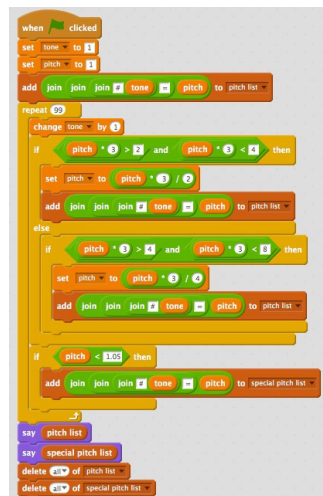 when clicked
set tone to 1
set pitch to 1
add join join join # tone = pitch to pitch list
repeat 99
change tone by 1
if pitch * 3 > 2 and pitch * 3 < 4 then
set pitch to pitch * 3 / 2
add join join join # tone = pitch to pitch list
else
if pitch * 3 > 4 and pitch * 3 < 8 then
set pitch to pitch * 3 / 4
add join join join # tone = pitch to pitch list
if pitch < 1.05 then
add join join join # tone = pitch to special pitch list
say pitch list
say special pitch list
delete all of pitch list
delete all of special pitch list